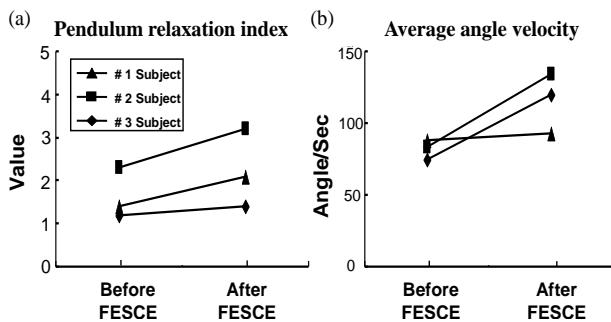 (a) Pendulum relaxation index
5
4
3
2
1
0
Value
# 1 Subject
# 2 Subject
# 3 Subject
Before
FESCE
After
FESCE
(b) Average angle velocity
150
100
50
0
Angle/Sec
Before
FESCE
After
FESCE